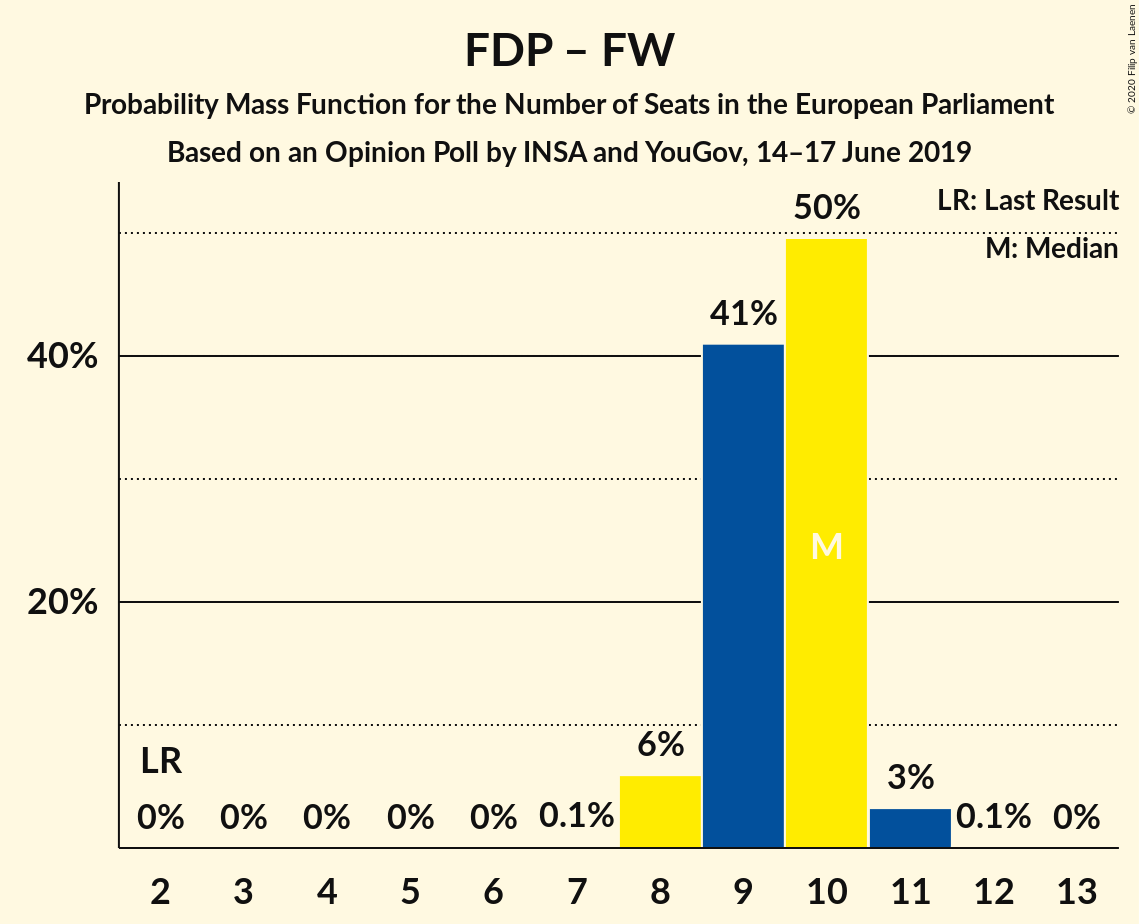 FDP – FW
Probability Mass Function for the Number of Seats in the European Parliament
Based on an Opinion Poll by INSA and YouGov, 14–17 June 2019
© 2020 Filip van Laenen
LR: Last Result
M: Median
50%
41%
40%
M
20%
6%
LR
3%
0% 0% 0% 0% 0% 0.1% 0.1% 0%
2 3 4 5 6 7 8 9 10 11 12 13